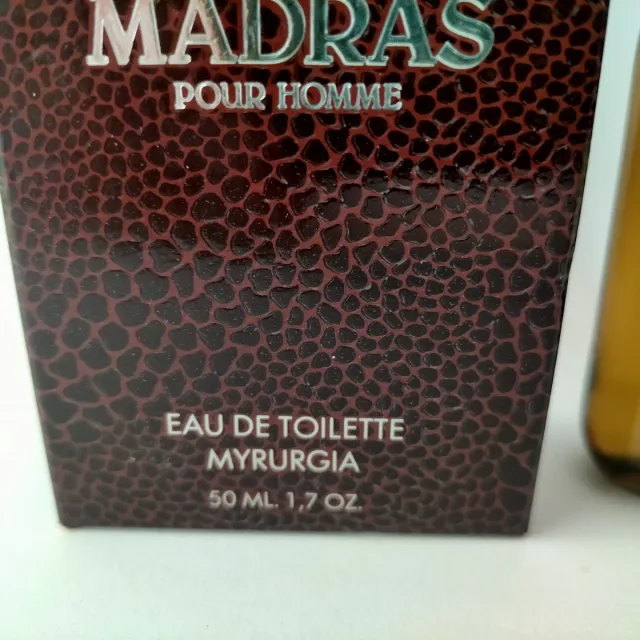 MADRAS
POUR HOMME
EAU DE TOILETTE
MYRURGIA
50 ML. 1,7 OZ.